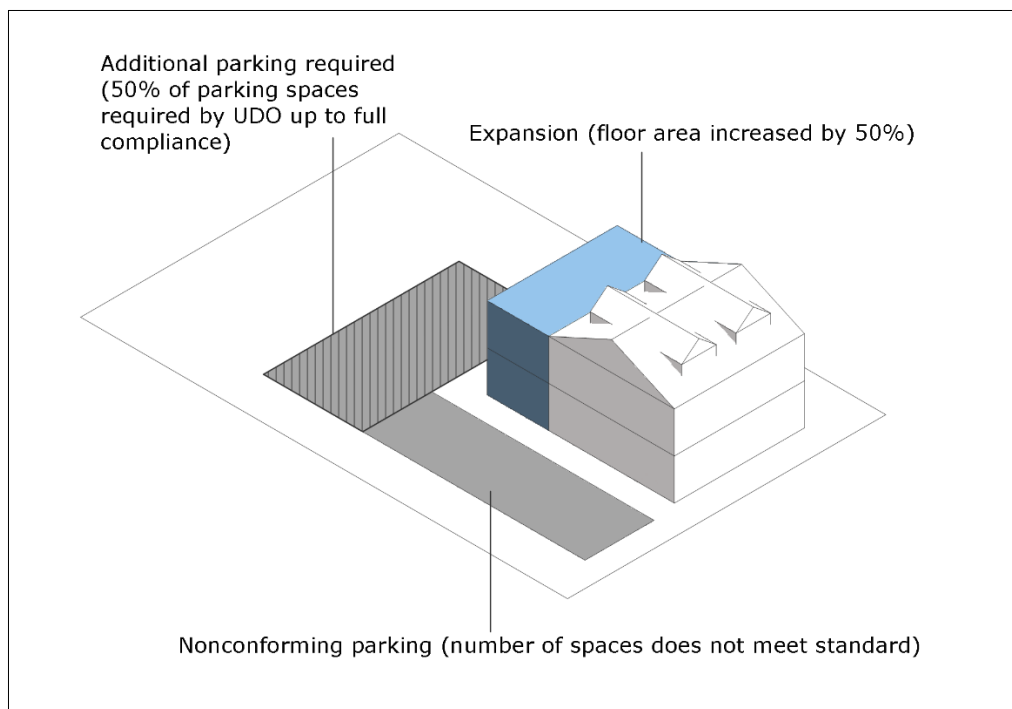 Additional parking required
(50% of parking spaces
required by UDO up to full
compliance)
Expansion (floor area increased by 50%)
Nonconforming parking (number of spaces does not meet standard)